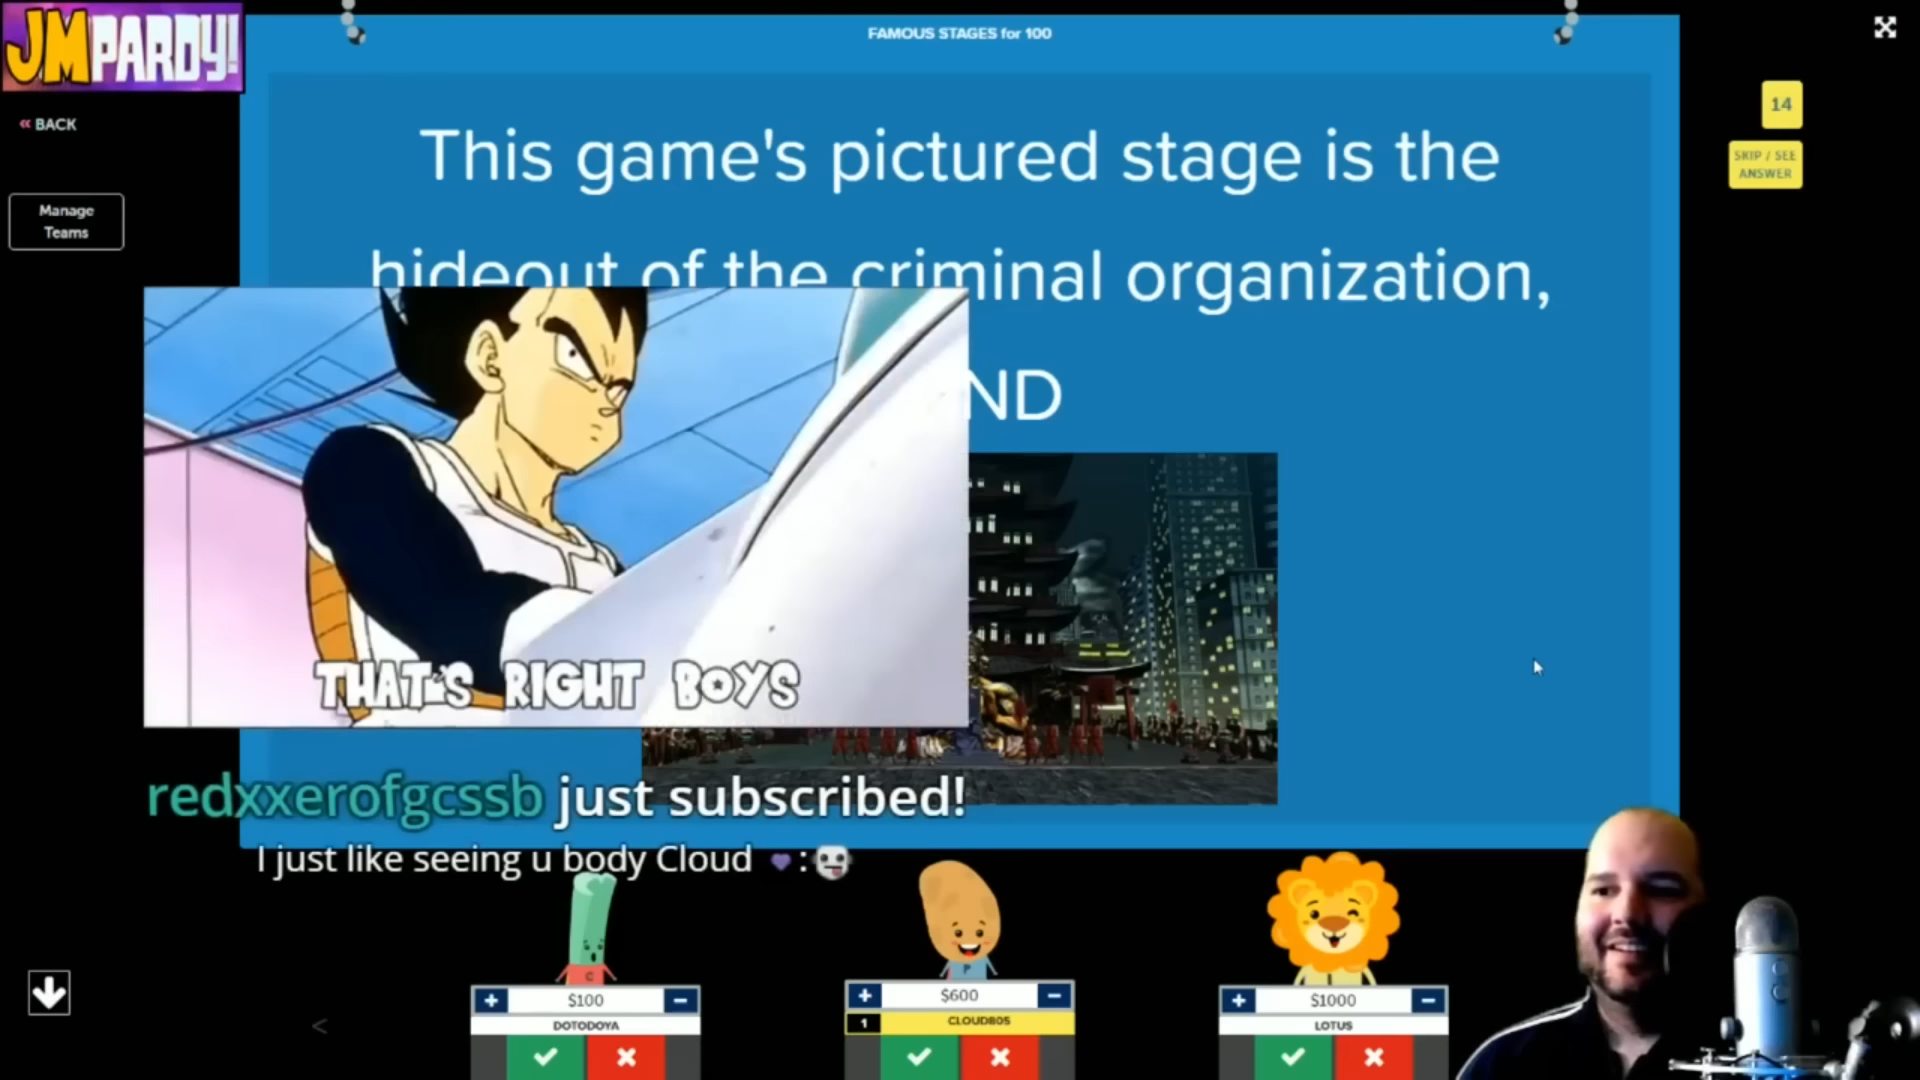 JMPARDY!
FAMOUS STAGES for 100
« BACK
14
SKIP / SEE
ANSWER
Manage
Teams
This game's pictured stage is the
hideout of the criminal organization,
ND
THAT'S RIGHT BOYS
redxxerofgcssb just subscribed!
I just like seeing u body Cloud 💜:
C
P
+ $100 −
DOTODOYA
+ $600 −
1 CLOUD805
+ $1000 −
LOTUS